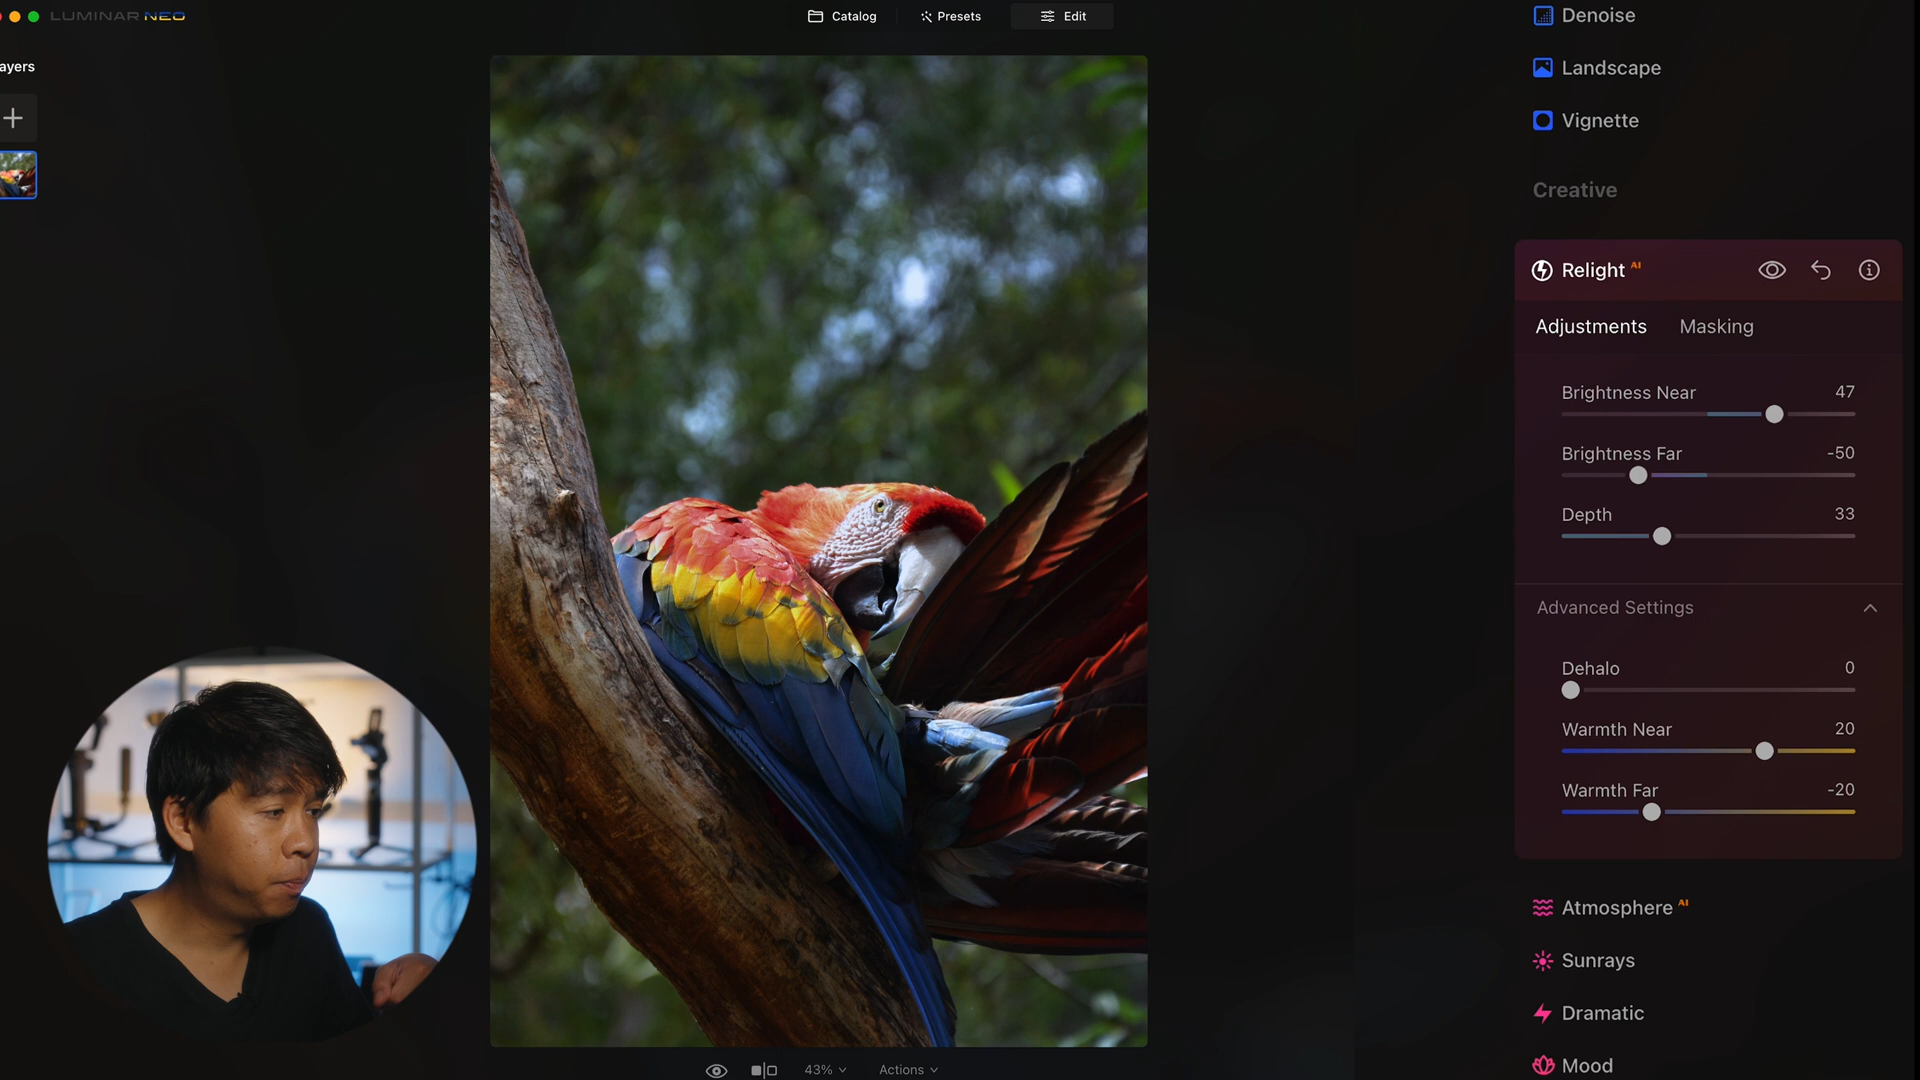 LUMINAR NEO
Catalog
Presets
Edit
ayers
Denoise
Landscape
Vignette
Creative
Relight AI
Adjustments Masking
Brightness Near 47
Brightness Far -50
Depth 33
Advanced Settings
Dehalo 0
Warmth Near 20
Warmth Far -20
Atmosphere AI
Sunrays
Dramatic
Mood
43% Actions